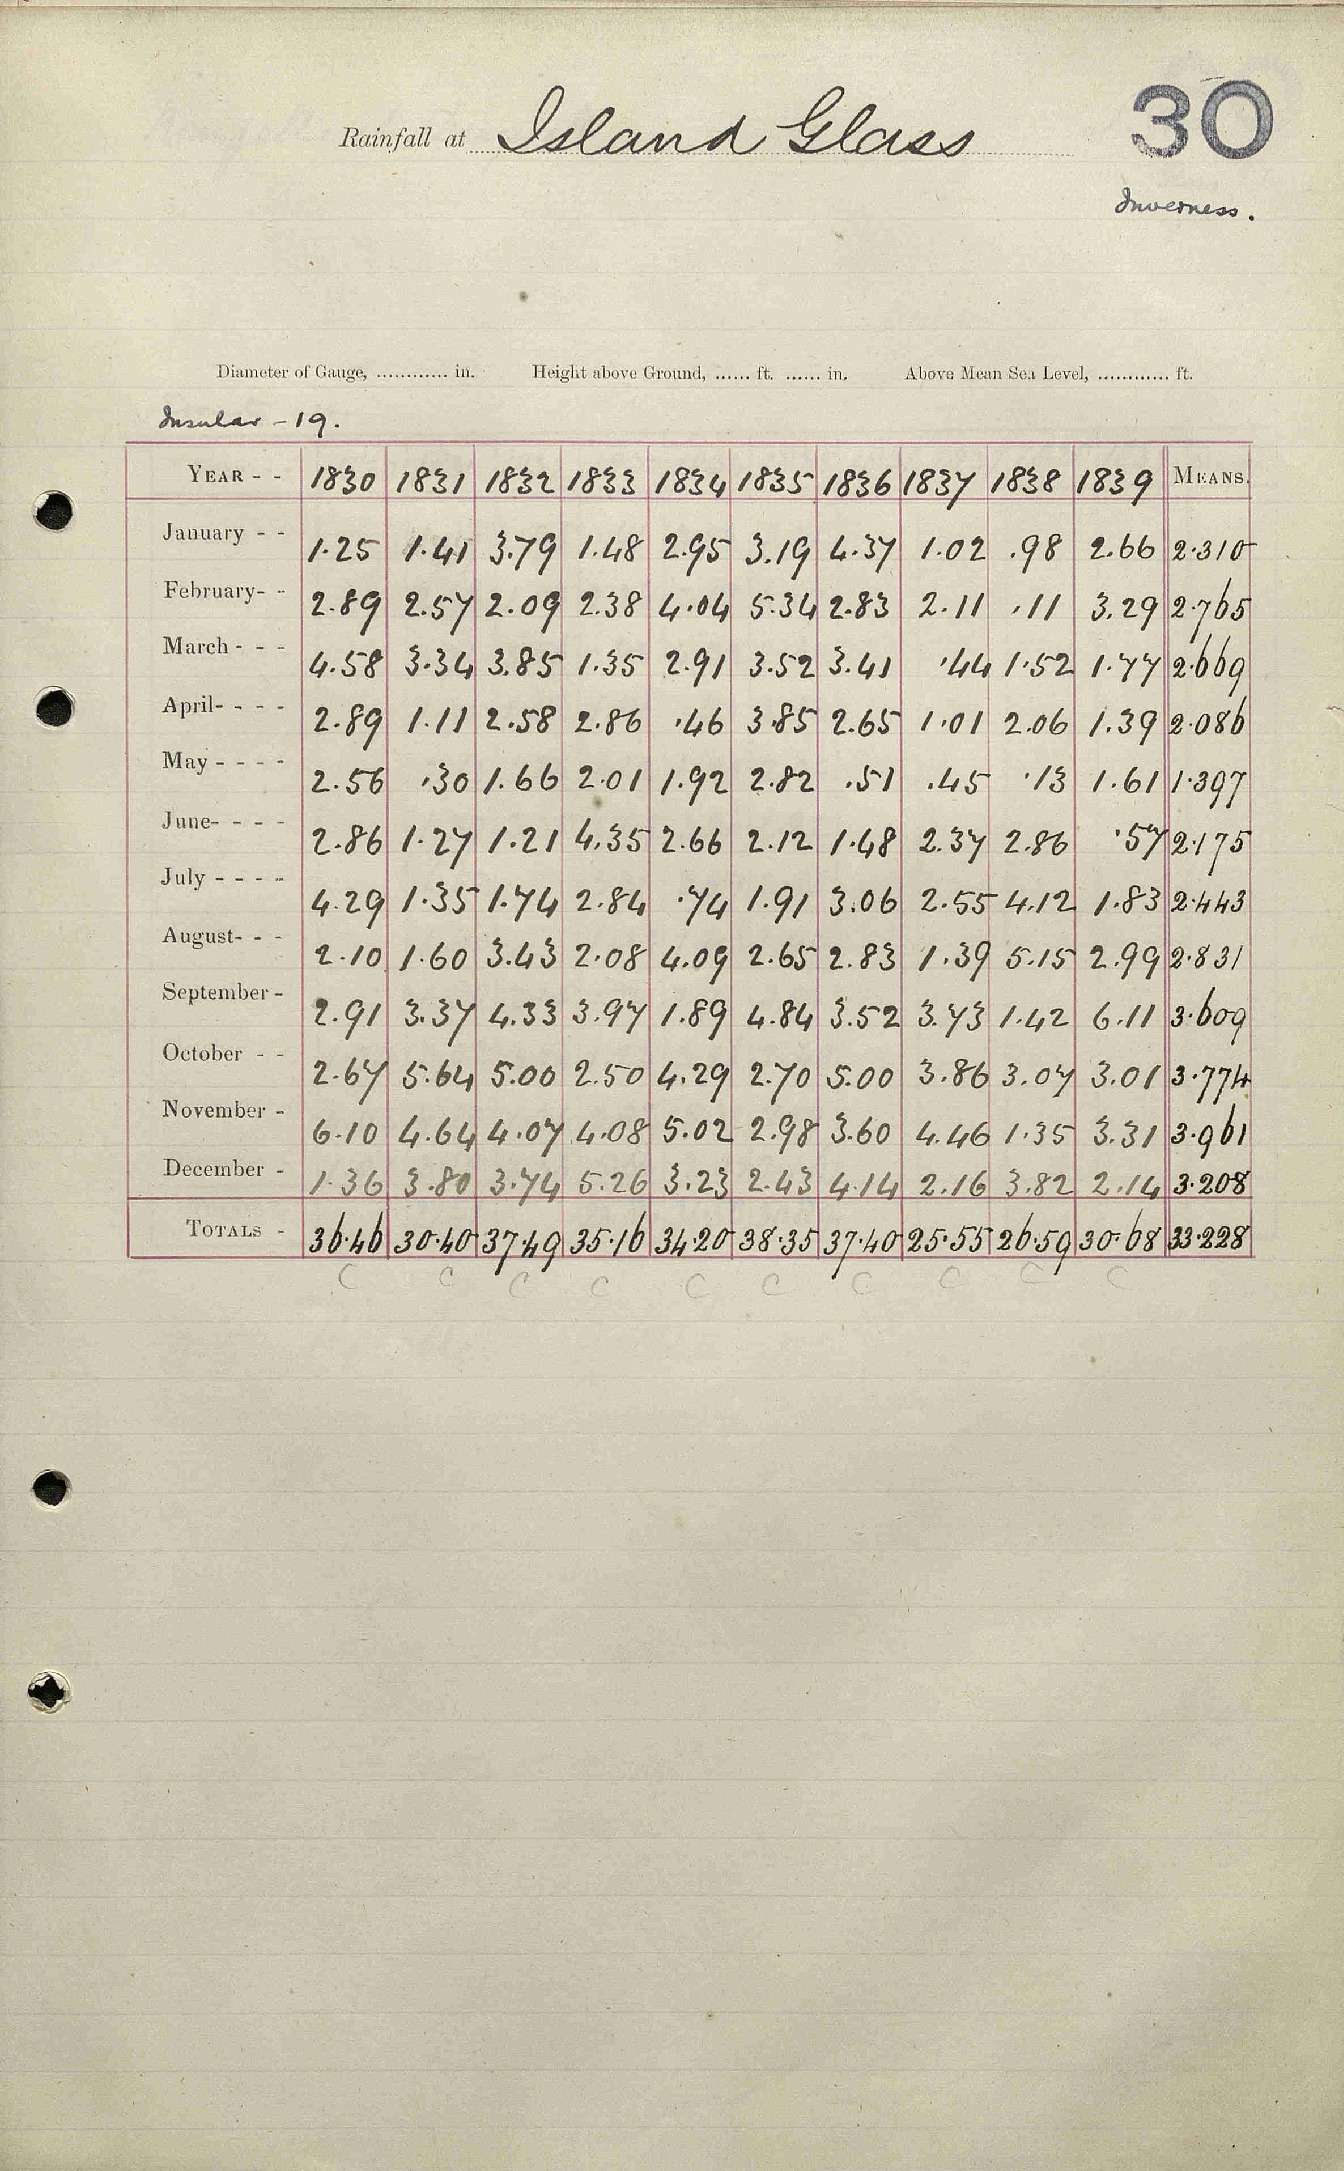 Rainfall at Island Glass 30
Inverness.
Diameter of Gauge, ............ in. Height above Ground, ...... ft. ...... in. Above Mean Sea Level, ............ ft.
Insular - 19.
YEAR - - 1830 1831 1832 1833 1834 1835 1836 1837 1838 1839 MEANS.
January - - 1.25 1.41 3.79 1.48 2.95 3.19 4.37 1.02 .98 2.66 2.310
February- - 2.89 2.57 2.09 2.38 4.04 5.34 2.83 2.11 .11 3.29 2.765
March - - - 4.58 3.34 3.85 1.35 2.91 3.52 3.41 .44 1.52 1.77 2.669
April- - - - 2.89 1.11 2.58 2.86 .46 3.85 2.65 1.01 2.06 1.39 2.086
May - - - - 2.56 .30 1.66 2.01 1.92 2.82 .51 .45 .13 1.61 1.397
June- - - - 2.86 1.27 1.21 4.35 2.66 2.12 1.48 2.37 2.86 .57 2.175
July - - - - 4.29 1.35 1.74 2.84 .74 1.91 3.06 2.55 4.12 1.83 2.443
August- - - 2.10 1.60 3.43 2.08 4.09 2.65 2.83 1.39 5.15 2.99 2.831
September - 2.91 3.37 4.33 3.97 1.89 4.84 3.52 3.73 1.42 6.11 3.609
October - - 2.67 5.64 5.00 2.50 4.29 2.70 5.00 3.86 3.07 3.01 3.774
November - 6.10 4.64 4.07 4.08 5.02 2.98 3.60 4.46 1.35 3.31 3.961
December - 1.36 3.80 3.74 5.26 3.23 2.43 4.14 2.16 3.82 2.14 3.208
TOTALS - 36.46 30.40 37.49 35.16 34.20 38.35 37.40 25.55 26.59 30.68 33.228
C C C C C C C C C C